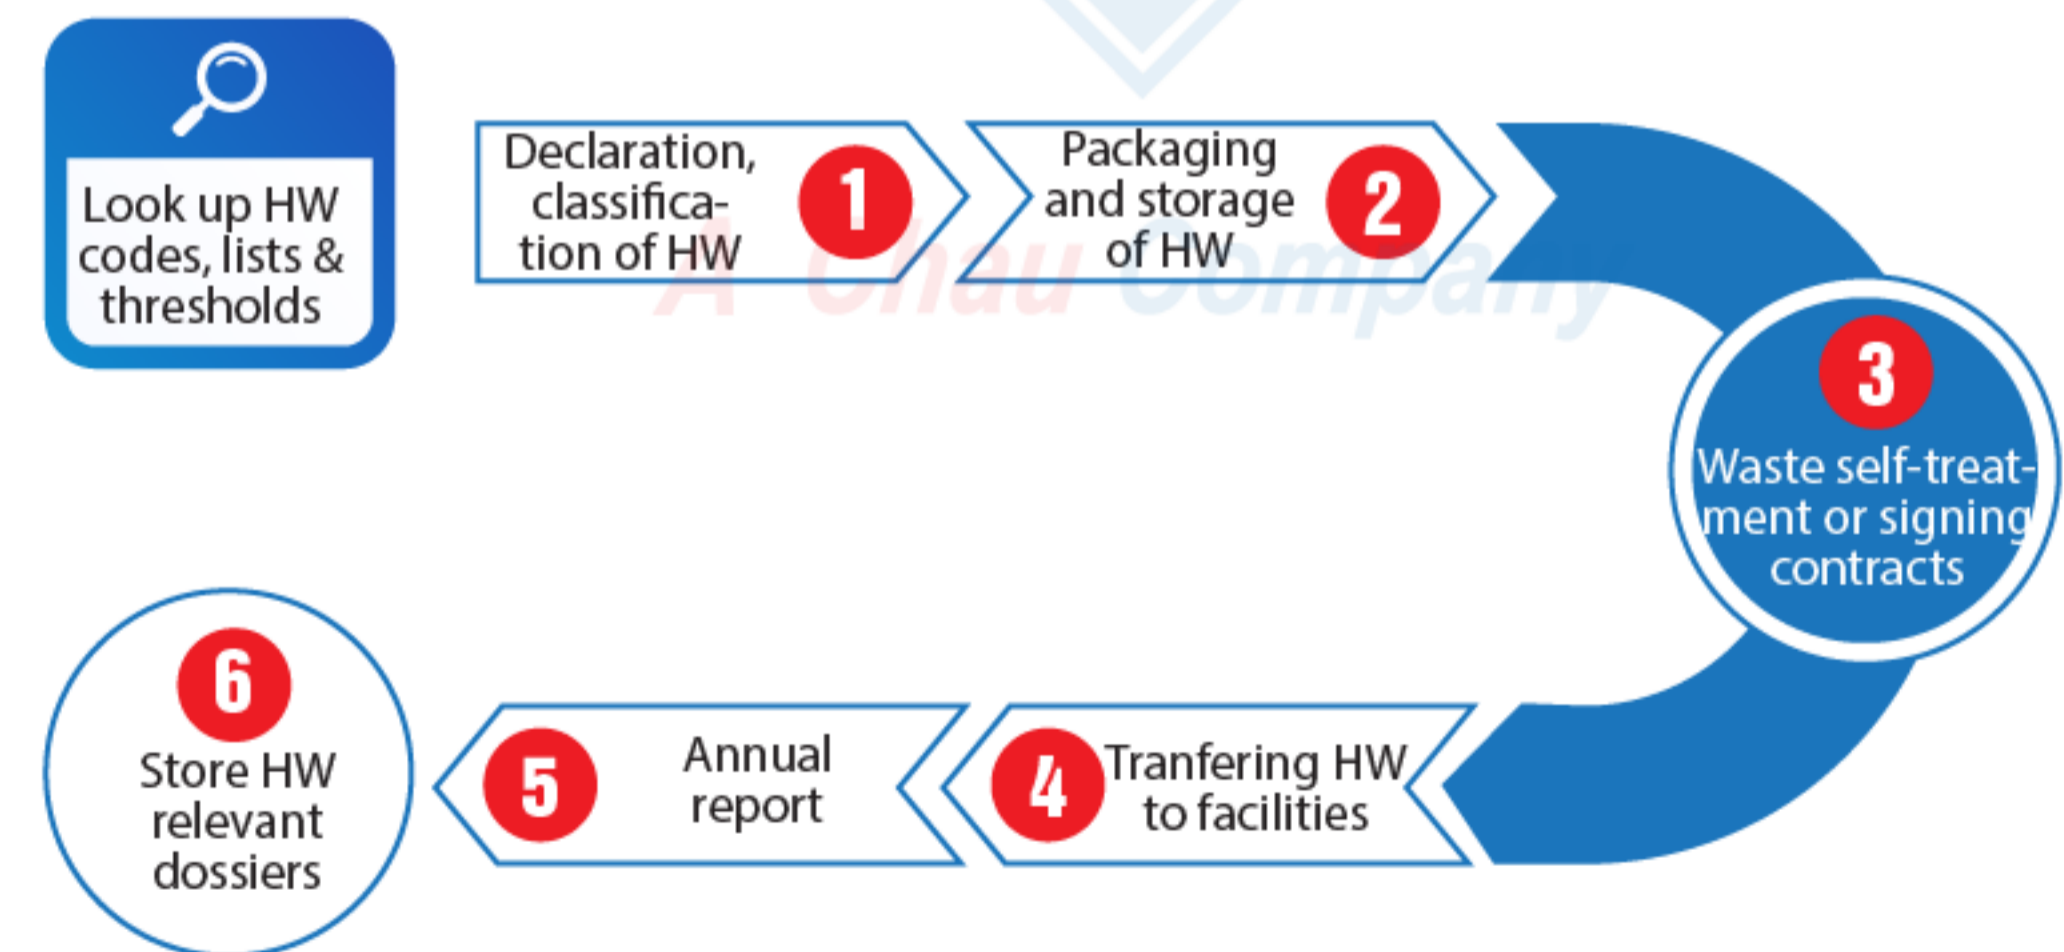 Look up HW
codes, lists &
thresholds
Declaration,
classifica-
tion of HW
1
Packaging
and storage
of HW
2
A Chau Company
3
Waste self-treat-
ment or signing
contracts
4
Tranfering HW
to facilities
5
Annual
report
6
Store HW
relevant
dossiers